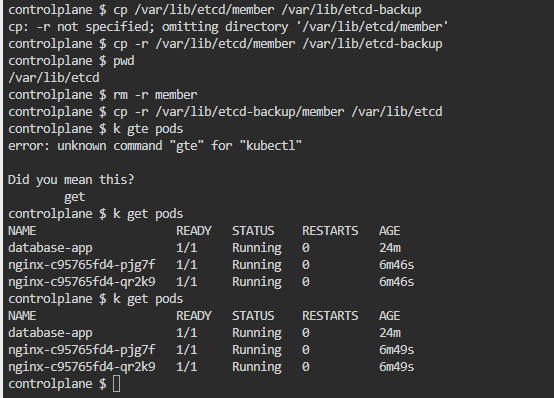 controlplane $ cp /var/lib/etcd/member /var/lib/etcd-backup
cp: -r not specified; omitting directory '/var/lib/etcd/member'
controlplane $ cp -r /var/lib/etcd/member /var/lib/etcd-backup
controlplane $ pwd
/var/lib/etcd
controlplane $ rm -r member
controlplane $ cp -r /var/lib/etcd-backup/member /var/lib/etcd
controlplane $ k gte pods
error: unknown command "gte" for "kubectl"

Did you mean this?
        get
controlplane $ k get pods
NAME                    READY   STATUS    RESTARTS   AGE
database-app            1/1     Running   0          24m
nginx-c95765fd4-pjg7f   1/1     Running   0          6m46s
nginx-c95765fd4-qr2k9   1/1     Running   0          6m46s
controlplane $ k get pods
NAME                    READY   STATUS    RESTARTS   AGE
database-app            1/1     Running   0          24m
nginx-c95765fd4-pjg7f   1/1     Running   0          6m49s
nginx-c95765fd4-qr2k9   1/1     Running   0          6m49s
controlplane $